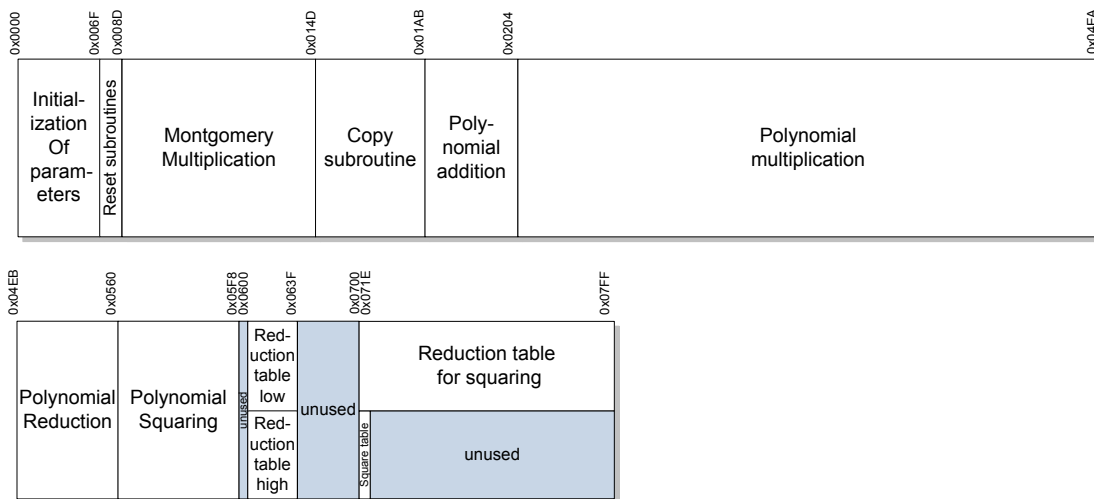 0x0000
0x006F
0x008D
0x014D
0x01AB
0x0204
0x04EA
Initial-
ization
Of
param-
eters
Reset subroutines
Montgomery
Multiplication
Copy
subroutine
Poly-
nomial
addition
Polynomial
multiplication
0x04EB
0x0560
0x05F8
0x0600
0x063F
0x0700
0x071E
0x07FF
Polynomial
Reduction
Polynomial
Squaring
unused
Red-
uction
table
low
Red-
uction
table
high
unused
Reduction table
for squaring
Square table
unused